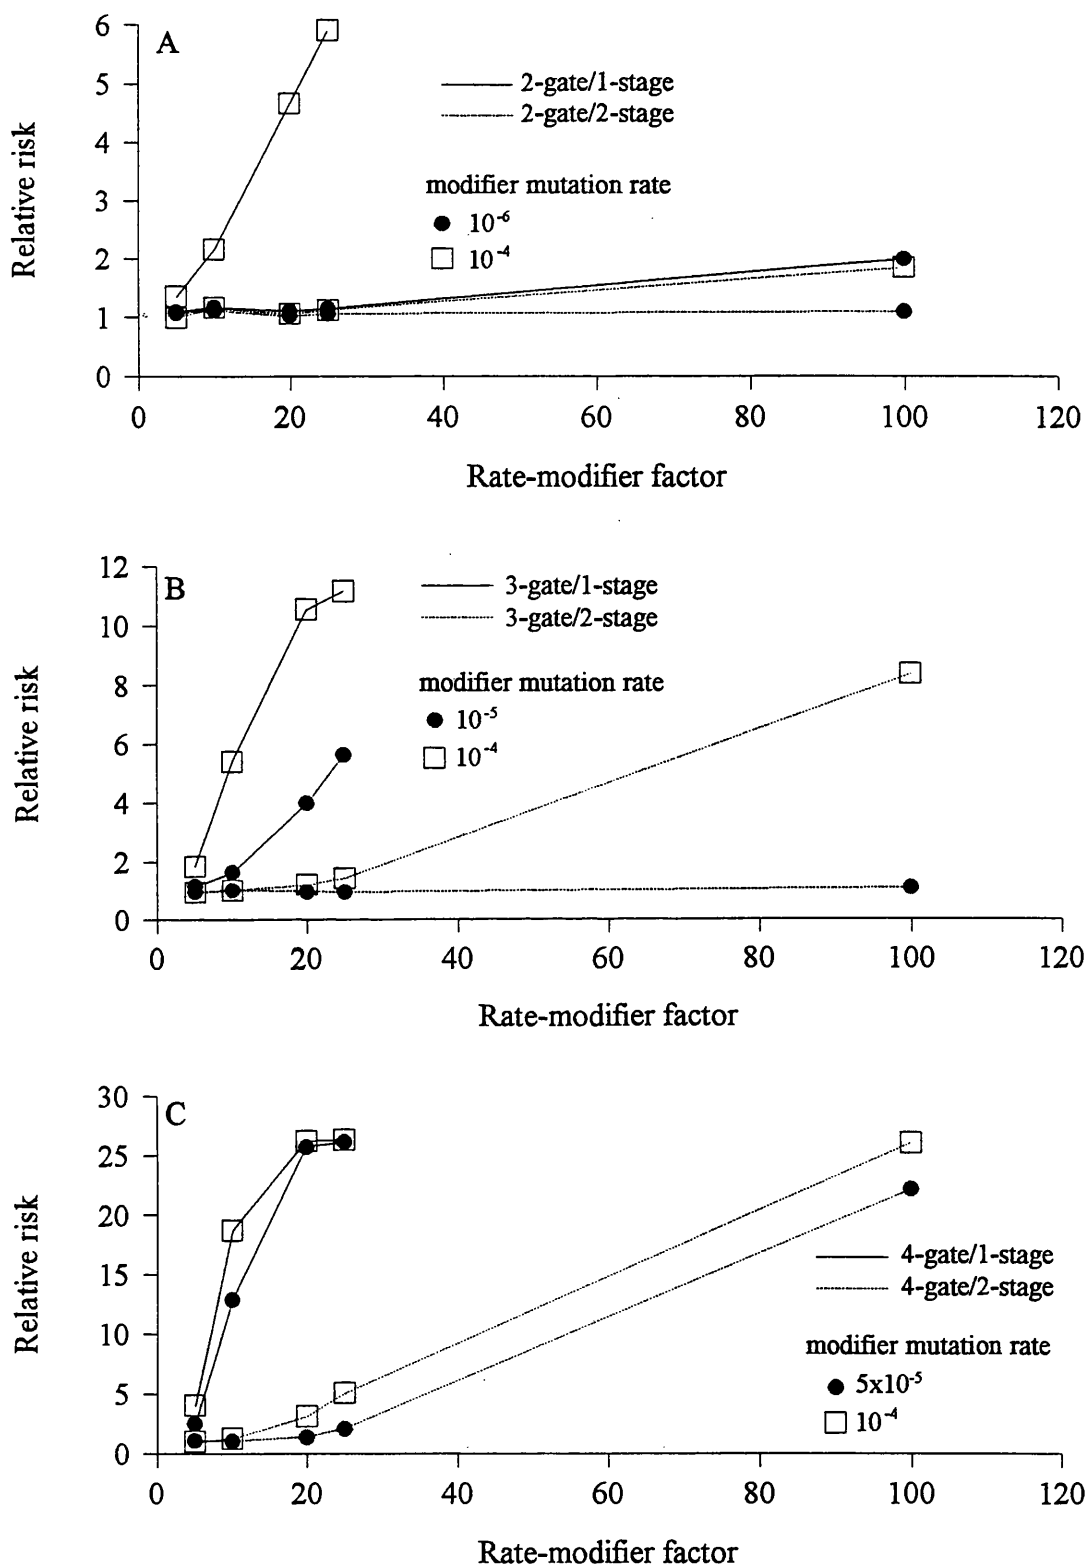 A
6
5
4
3
2
1
0
Relative risk
2-gate/1-stage
2-gate/2-stage
modifier mutation rate
10⁻⁶
10⁻⁴
0 20 40 60 80 100 120
Rate-modifier factor
B
12
10
8
6
4
2
0
Relative risk
3-gate/1-stage
3-gate/2-stage
modifier mutation rate
10⁻⁵
10⁻⁴
0 20 40 60 80 100 120
Rate-modifier factor
C
30
25
20
15
10
5
0
Relative risk
4-gate/1-stage
4-gate/2-stage
modifier mutation rate
5x10⁻⁵
10⁻⁴
0 20 40 60 80 100 120
Rate-modifier factor